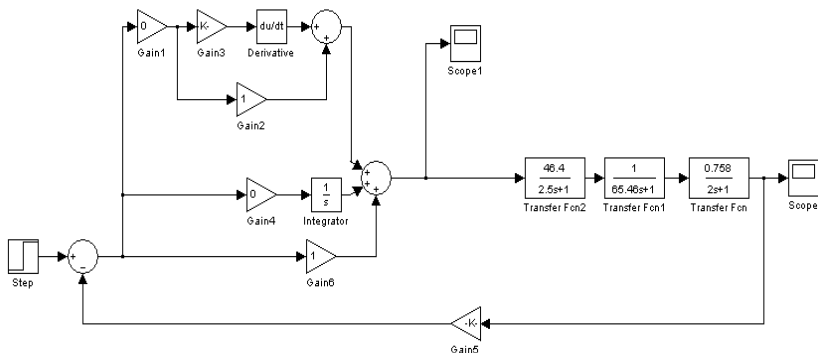 0
Gain1
-K-
Gain3
du/dt
Derivative
+
+
1
Gain2
Scope1
0
Gain4
1
s
Integrator
+
+
+
46.4
2.5s+1
Transfer Fcn2
1
65.46s+1
Transfer Fcn1
0.758
2s+1
Transfer Fcn
Scope
Step
+
−
1
Gain6
-K-
Gain5